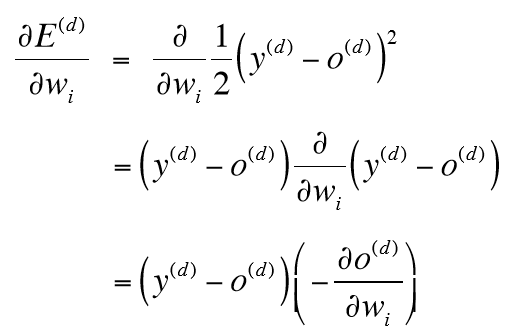 ∂E^(d)/∂w_i = ∂/∂w_i 1/2 (y^(d) − o^(d))^2
= (y^(d) − o^(d)) ∂/∂w_i (y^(d) − o^(d))
= (y^(d) − o^(d)) (− ∂o^(d)/∂w_i)